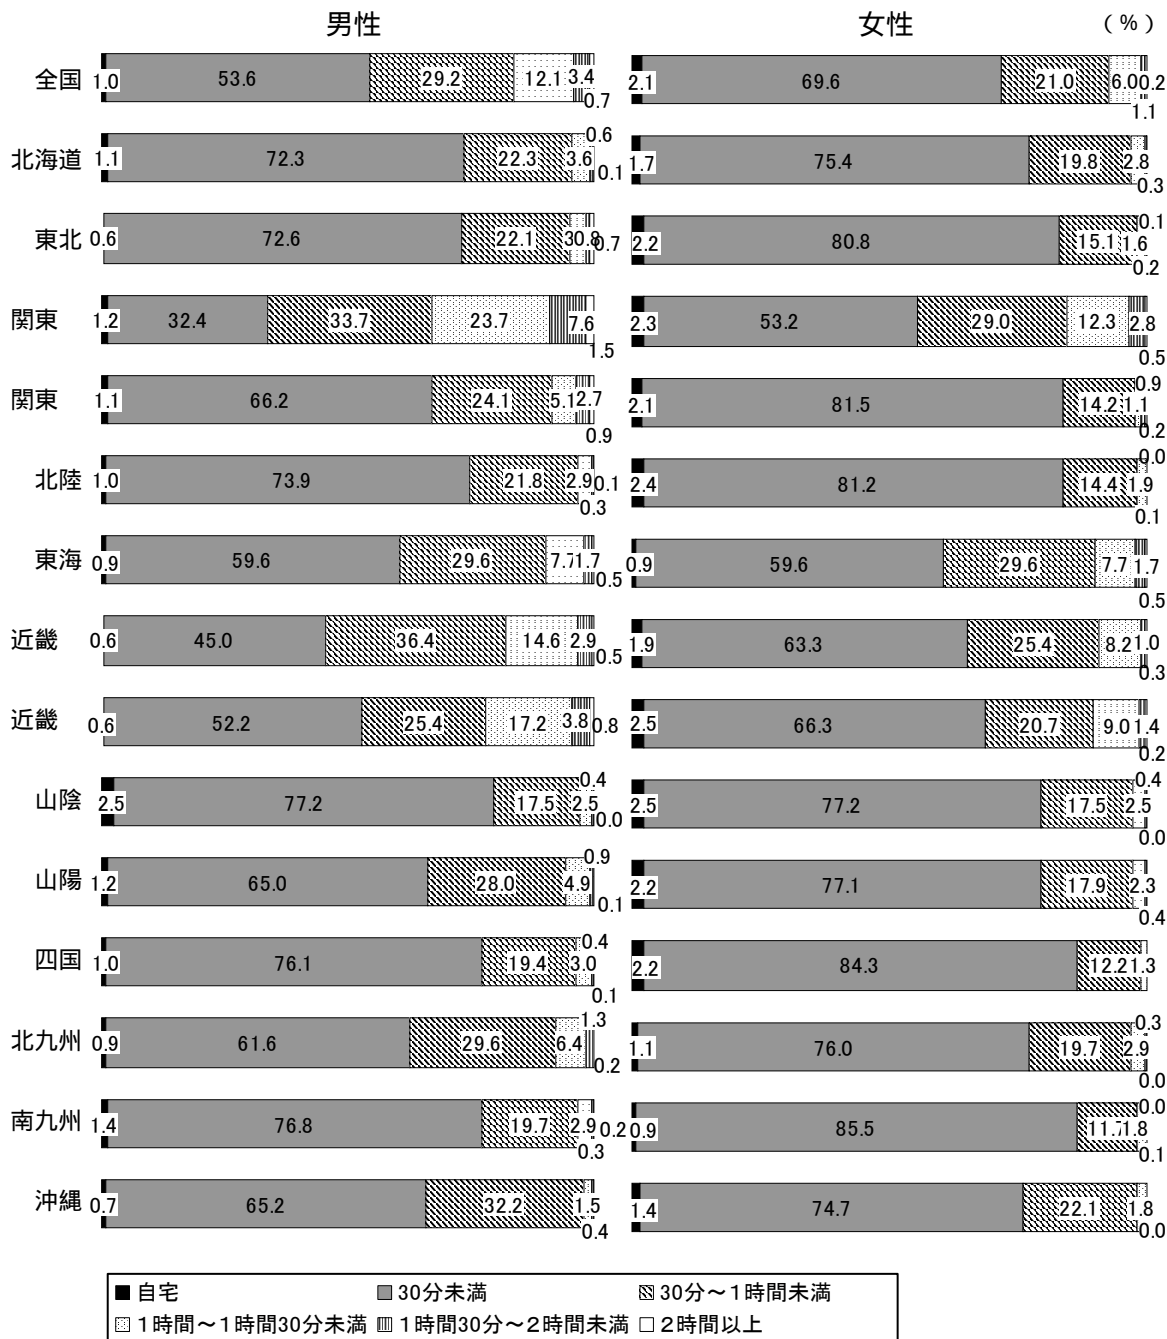 男性 女性 (%)
全国 1.0 53.6 29.2 12.1 3.4 0.7 2.1 69.6 21.0 6.0 0.2 1.1
北海道 1.1 72.3 22.3 3.6 0.6 0.1 1.7 75.4 19.8 2.8 0.3
東北 0.6 72.6 22.1 30.8 0.7 2.2 80.8 15.1 1.6 0.1 0.2
関東 1.2 32.4 33.7 23.7 7.6 1.5 2.3 53.2 29.0 12.3 2.8 0.5
関東 1.1 66.2 24.1 5.1 2.7 0.9 2.1 81.5 14.2 1.1 0.9 0.2
北陸 1.0 73.9 21.8 2.9 0.1 0.3 2.4 81.2 14.4 1.9 0.0 0.1
東海 0.9 59.6 29.6 7.7 1.7 0.5 0.9 59.6 29.6 7.7 1.7 0.5
近畿 0.6 45.0 36.4 14.6 2.9 0.5 1.9 63.3 25.4 8.2 1.0 0.3
近畿 0.6 52.2 25.4 17.2 3.8 0.8 2.5 66.3 20.7 9.0 1.4 0.2
山陰 2.5 77.2 17.5 2.5 0.4 0.0 2.5 77.2 17.5 2.5 0.4 0.0
山陽 1.2 65.0 28.0 4.9 0.9 0.1 2.2 77.1 17.9 2.3 0.4
四国 1.0 76.1 19.4 3.0 0.4 0.1 2.2 84.3 12.2 1.3
北九州 0.9 61.6 29.6 6.4 1.3 0.2 1.1 76.0 19.7 2.9 0.3 0.0
南九州 1.4 76.8 19.7 2.9 0.2 0.3 0.9 85.5 11.7 1.8 0.0 0.1
沖縄 0.7 65.2 32.2 1.5 0.4 1.4 74.7 22.1 1.8 0.0
自宅 30分未満 30分～1時間未満
1時間～1時間30分未満 1時間30分～2時間未満 2時間以上